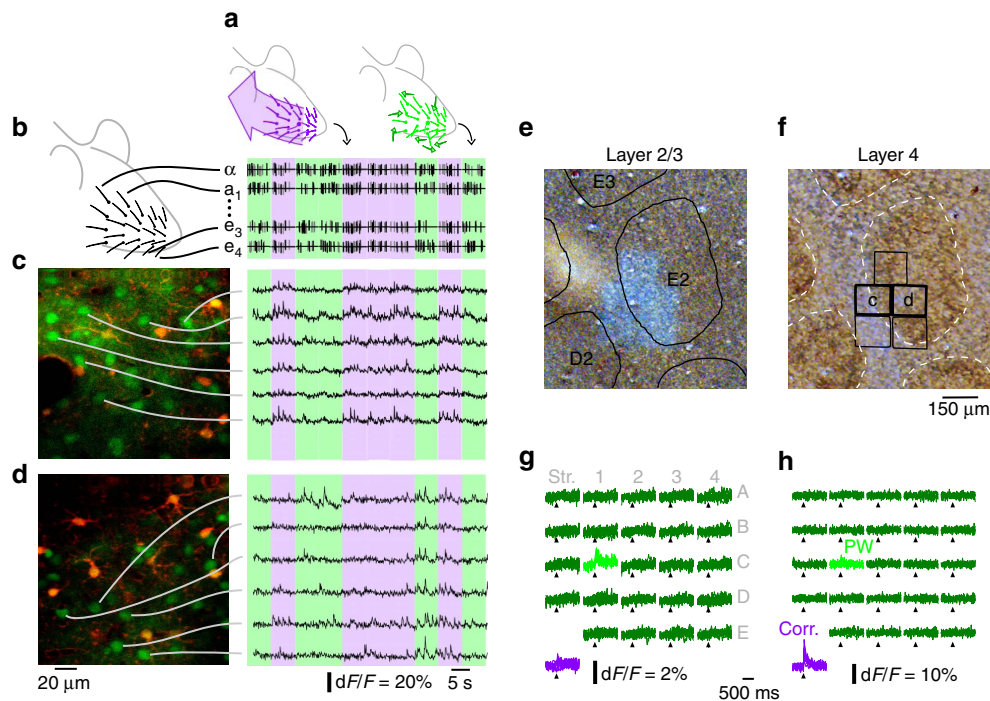 a
b
α
a1
e3
e4
c
d
20 µm
dF/F = 20%
5 s
e
Layer 2/3
E3
E2
D2
f
Layer 4
c
d
150 µm
g
Str. 1 2 3 4
A
B
C
D
E
dF/F = 2%
500 ms
h
PW
Corr.
dF/F = 10%